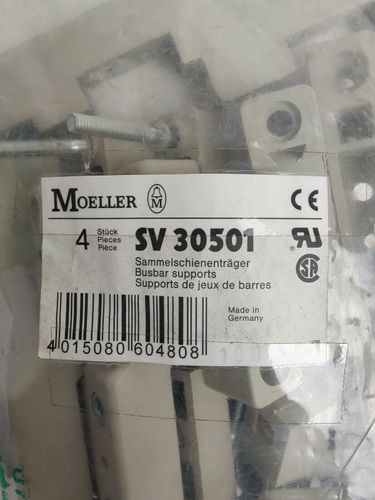 MOELLER M CE
4 Stück
Pieces
Pièce
SV 30501
Sammelschienenträger
Busbar supports
Supports de jeux de barres
Made in
Germany
4 015080 604808